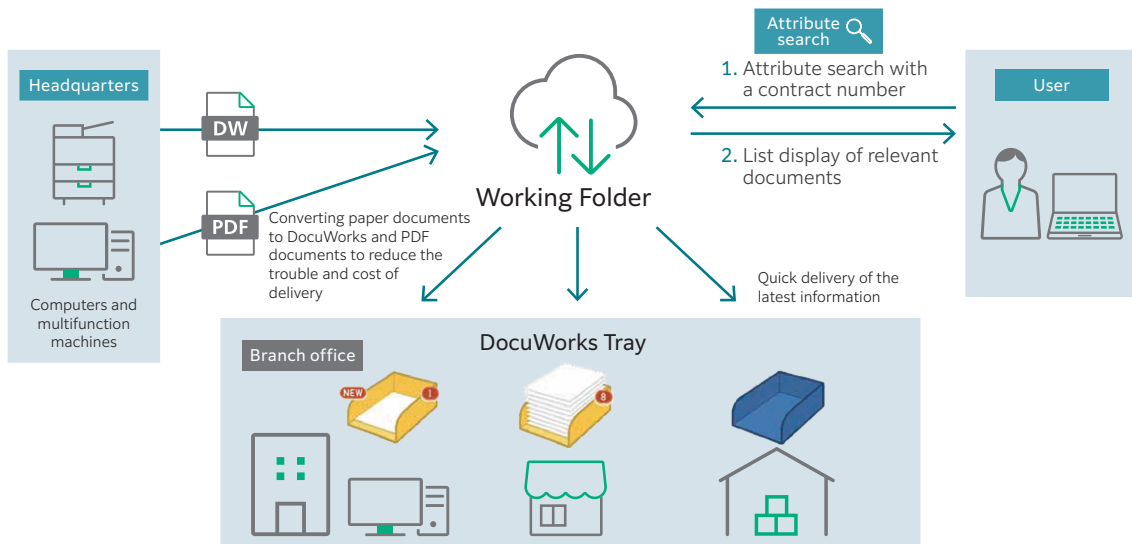 Attribute
search
Headquarters
1. Attribute search with
a contract number
User
DW
2. List display of relevant
documents
Working Folder
PDF
Converting paper documents
to DocuWorks and PDF
documents to reduce the
trouble and cost of
delivery
Quick delivery of the
latest information
Computers and
multifunction
machines
DocuWorks Tray
Branch office
NEW
1
8